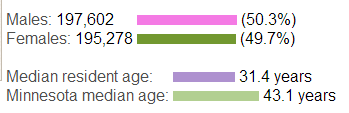 Males: 197,602 (50.3%)
Females: 195,278 (49.7%)
Median resident age: 31.4 years
Minnesota median age: 43.1 years